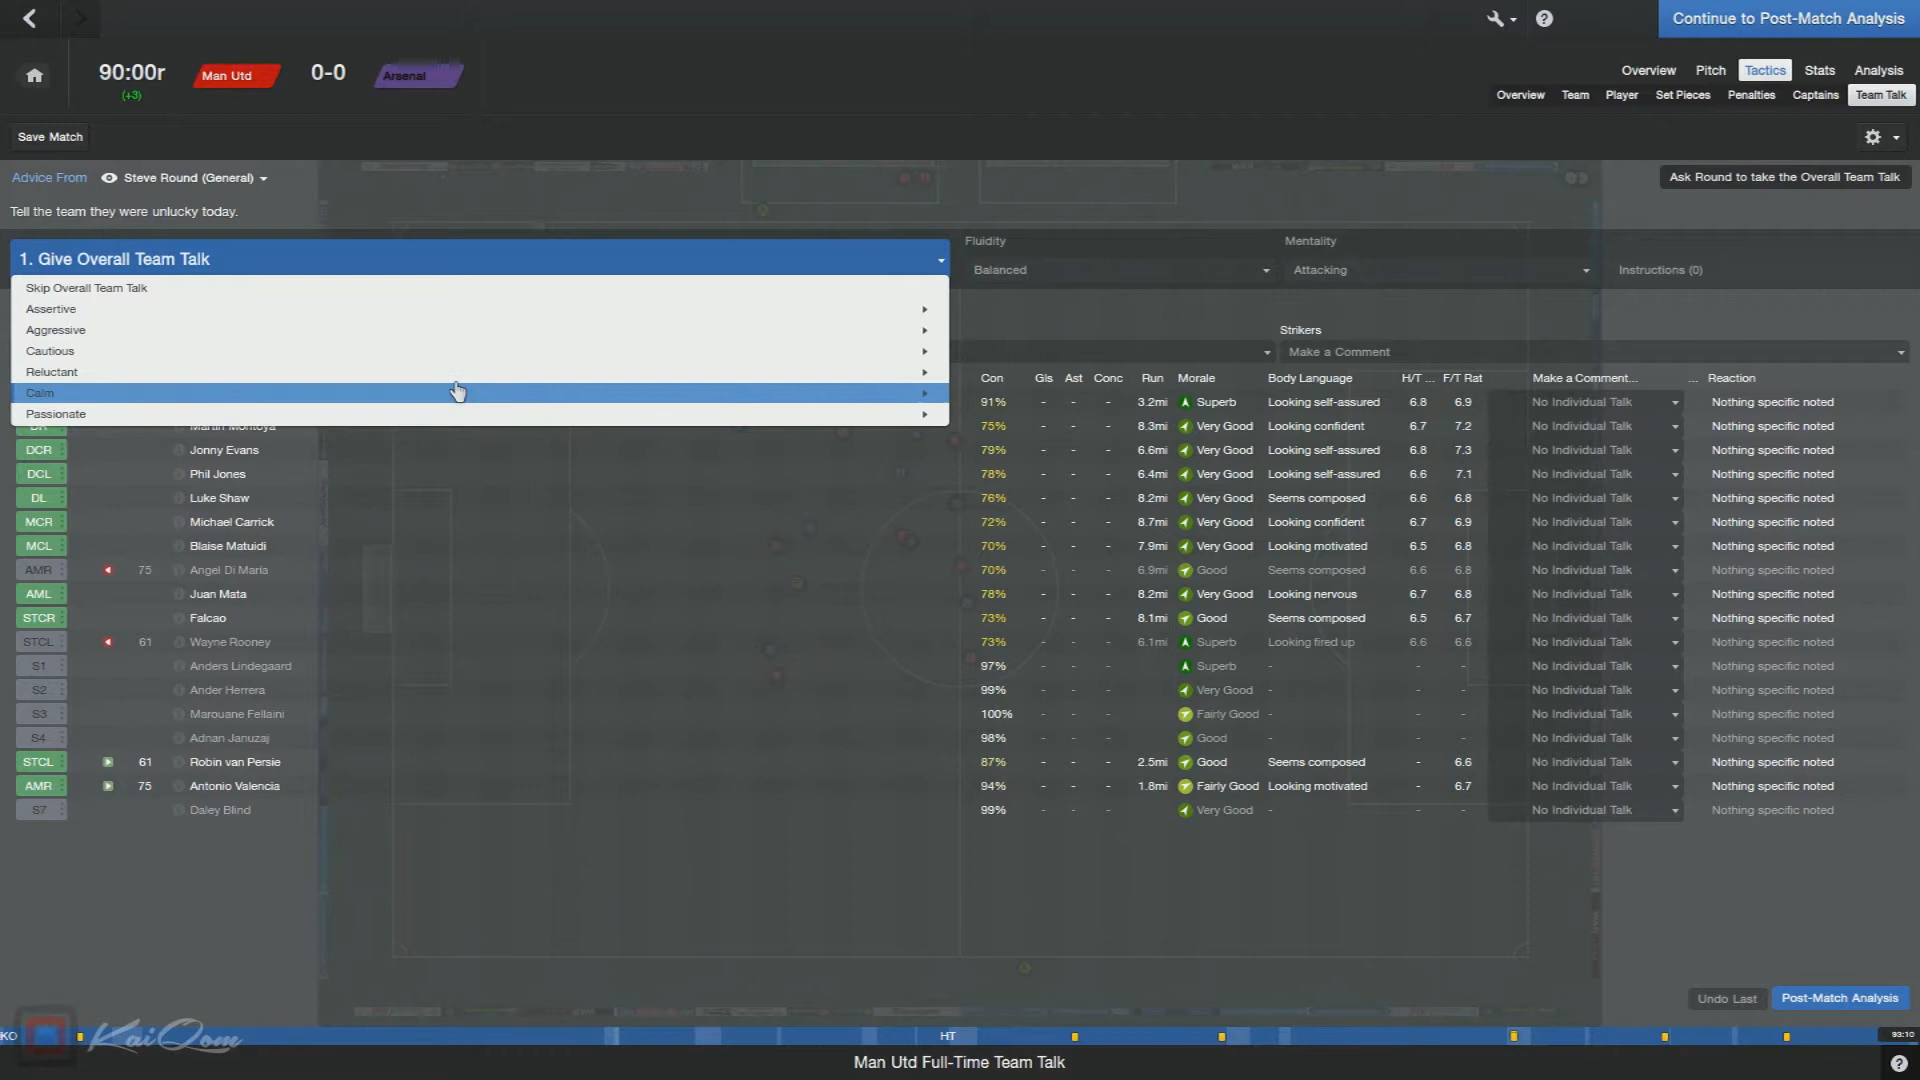 Continue to Post-Match Analysis
90:00r
(+3)
Man Utd
0-0
Arsenal
Overview Pitch Tactics Stats Analysis
Overview Team Player Set Pieces Penalties Captains Team Talk
Save Match
Advice From Steve Round (General)
Ask Round to take the Overall Team Talk
Tell the team they were unlucky today.
1. Give Overall Team Talk
Fluidity
Mentality
Balanced
Attacking
Instructions (0)
Skip Overall Team Talk
Assertive
Aggressive
Cautious
Reluctant
Calm
Passionate
Strikers
Make a Comment
Con Gls Ast Conc Run Morale Body Language H/T ... F/T Rat Make a Comment... ... Reaction
91% - - - 3.2mi Superb Looking self-assured 6.8 6.9 No Individual Talk Nothing specific noted
DR Martin Montoya 75% - - - 8.3mi Very Good Looking confident 6.7 7.2 No Individual Talk Nothing specific noted
DCR Jonny Evans 79% - - - 6.6mi Very Good Looking self-assured 6.8 7.3 No Individual Talk Nothing specific noted
DCL Phil Jones 78% - - - 6.4mi Very Good Looking self-assured 6.6 7.1 No Individual Talk Nothing specific noted
DL Luke Shaw 76% - - - 8.2mi Very Good Seems composed 6.6 6.8 No Individual Talk Nothing specific noted
MCR Michael Carrick 72% - - - 8.7mi Very Good Looking confident 6.7 6.9 No Individual Talk Nothing specific noted
MCL Blaise Matuidi 70% - - - 7.9mi Very Good Looking motivated 6.5 6.8 No Individual Talk Nothing specific noted
AMR 75 Angel Di María 70% - - - 6.9mi Good Seems composed 6.6 6.8 No Individual Talk Nothing specific noted
AML Juan Mata 78% - - - 8.2mi Very Good Looking nervous 6.7 6.8 No Individual Talk Nothing specific noted
STCR Falcao 73% - - - 8.1mi Good Seems composed 6.5 6.7 No Individual Talk Nothing specific noted
STCL 61 Wayne Rooney 73% - - - 6.1mi Superb Looking fired up 6.6 6.6 No Individual Talk Nothing specific noted
S1 Anders Lindegaard 97% - - - Superb - - - No Individual Talk Nothing specific noted
S2 Ander Herrera 99% - - - Very Good - - - No Individual Talk Nothing specific noted
S3 Marouane Fellaini 100% - - - Fairly Good - - - No Individual Talk Nothing specific noted
S4 Adnan Januzaj 98% - - - Good - - - No Individual Talk Nothing specific noted
STCL 61 Robin van Persie 87% - - - 2.5mi Good Seems composed - 6.6 No Individual Talk Nothing specific noted
AMR 75 Antonio Valencia 94% - - - 1.8mi Fairly Good Looking motivated - 6.7 No Individual Talk Nothing specific noted
S7 Daley Blind 99% - - - Very Good - - - No Individual Talk Nothing specific noted
Undo Last Post-Match Analysis
KO KaiQom HT 93:10
Man Utd Full-Time Team Talk